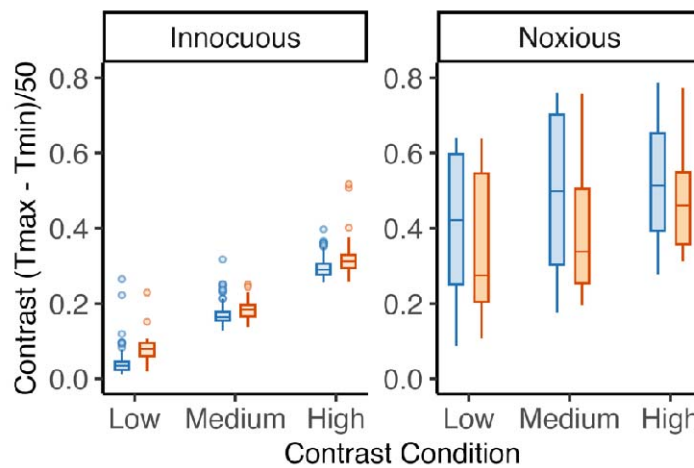 Innocuous
Noxious
Contrast (Tmax - Tmin)/50
0.8
0.6
0.4
0.2
0.0
0.8
0.6
0.4
0.2
0.0
Low Medium High
Low Medium High
Contrast Condition